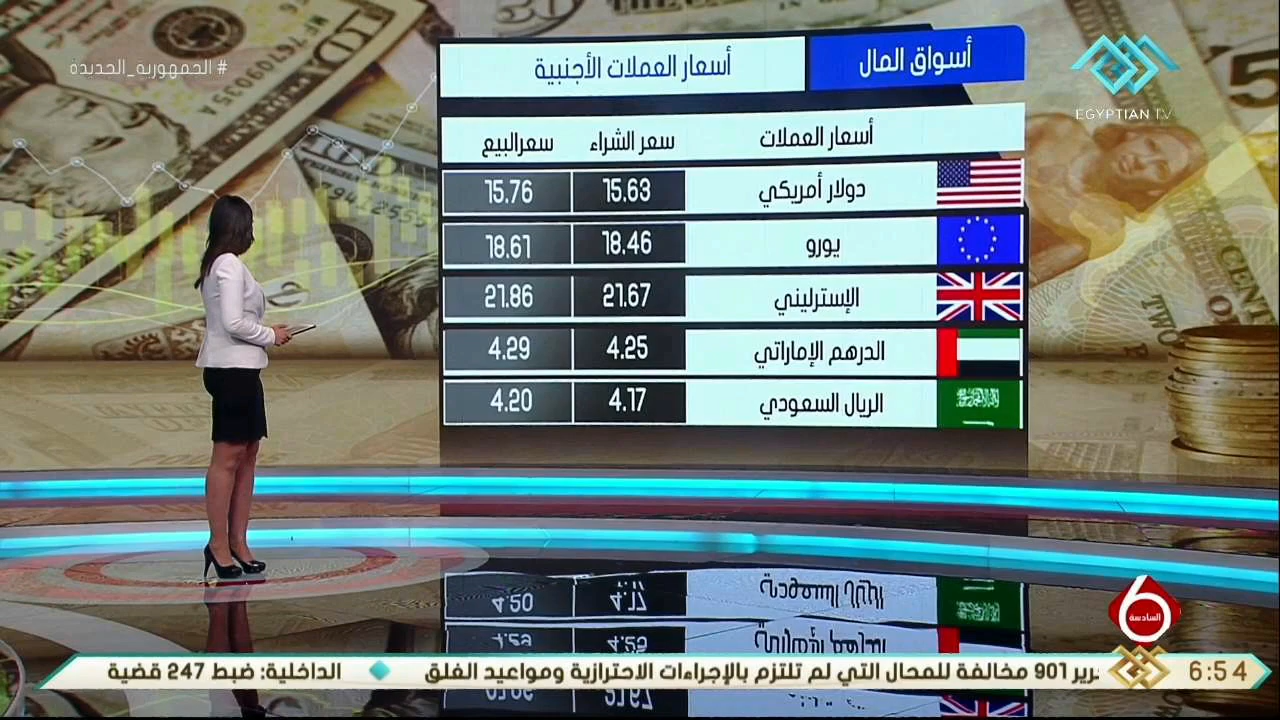 #الجمهورية_الجديدة
EGYPTIAN TV
أسواق المال
أسعار العملات الأجنبية
أسعار العملات سعر الشراء سعر البيع
دولار أمريكي 15.63 15.76
يورو 18.46 18.61
الإسترليني 21.67 21.86
الدرهم الإماراتي 4.25 4.29
الريال السعودي 4.17 4.20
6 السادسة
6:54
901 مخالفة للمحال التي لم تلتزم بالإجراءات الاحترازية ومواعيد الغلق الداخلية: ضبط 247 قضية